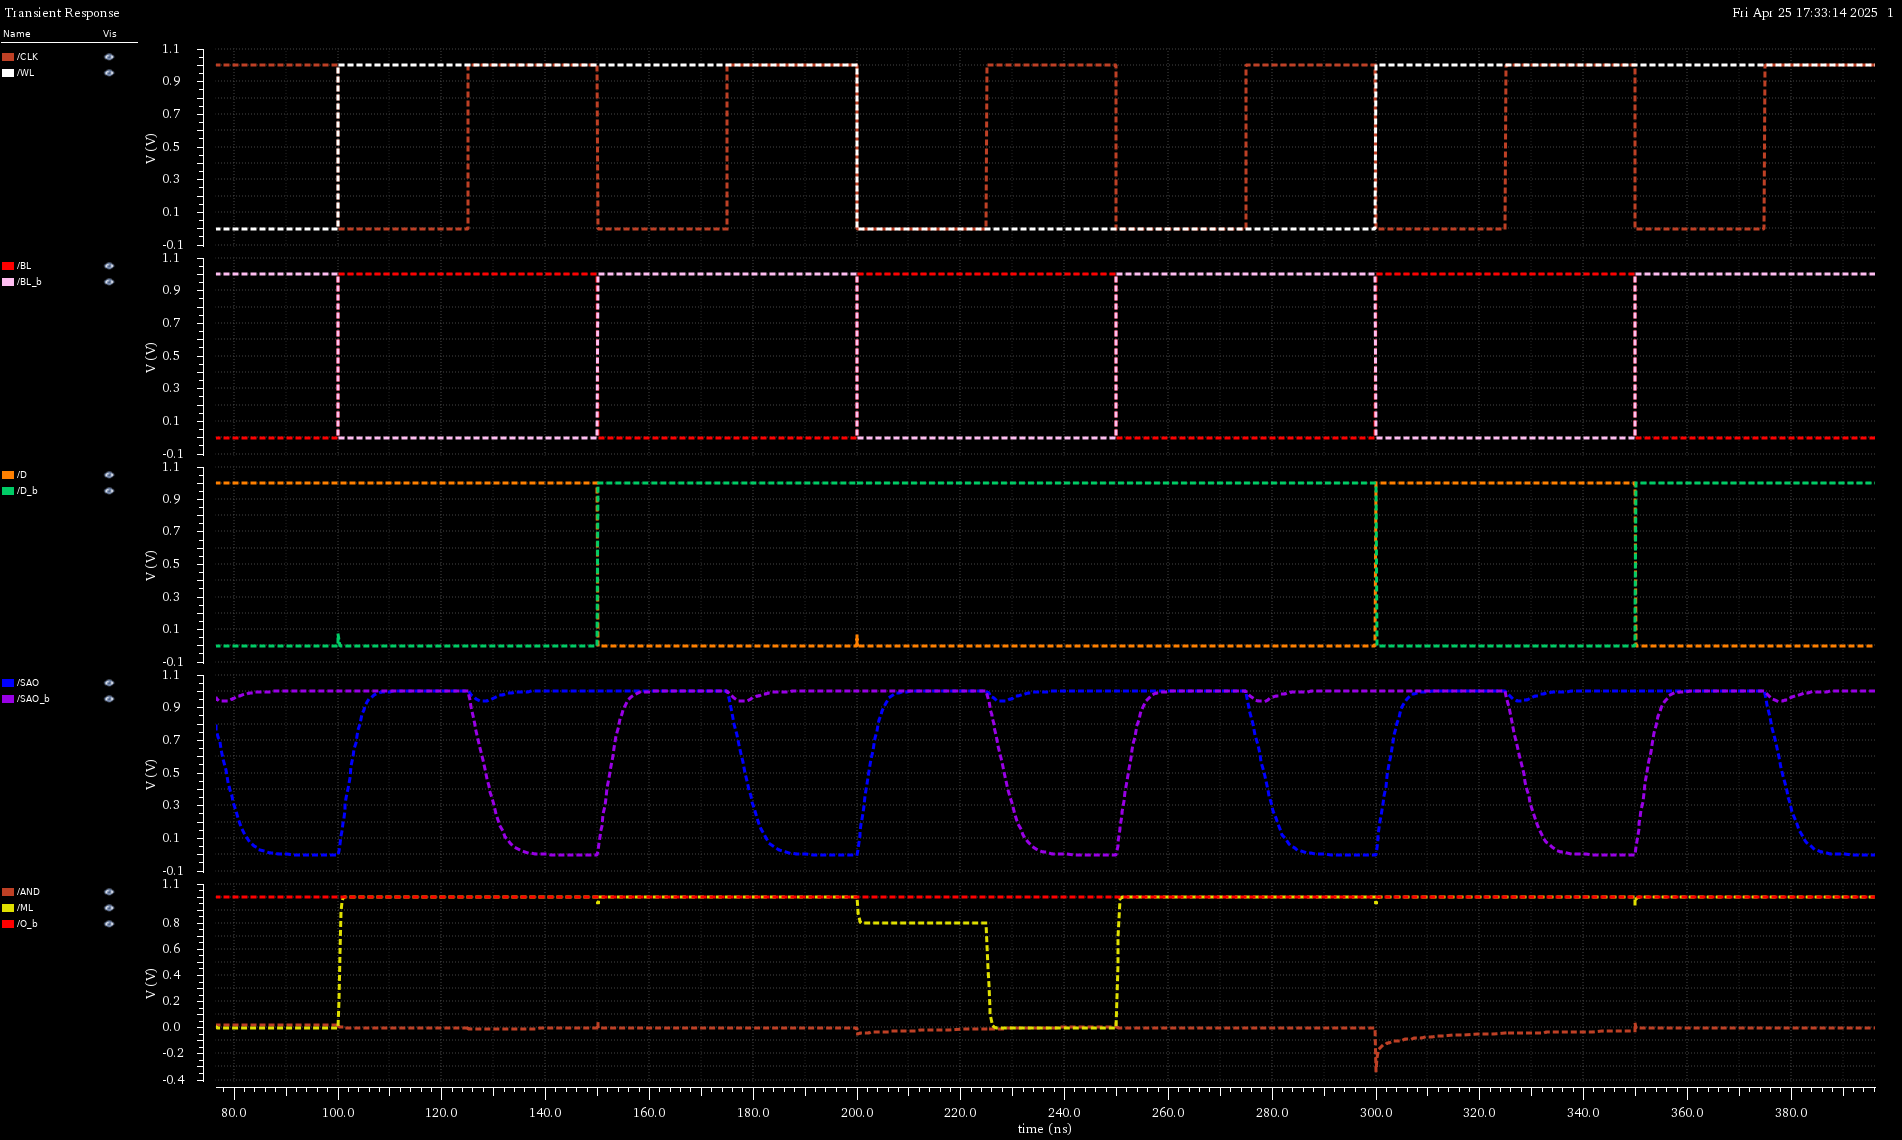 Transient Response
Fri Apr 25 17:33:14 2025 1
Name Vis
/CLK
/WL
1.1
0.9
0.7
0.5
0.3
0.1
-0.1
V (V)
/BL
/BL_b
1.1
0.9
0.7
0.5
0.3
0.1
-0.1
V (V)
/D
/D_b
1.1
0.9
0.7
0.5
0.3
0.1
-0.1
V (V)
/SAO
/SAO_b
1.1
0.9
0.7
0.5
0.3
0.1
-0.1
V (V)
/AND
/ML
/O_b
1.1
0.8
0.6
0.4
0.2
0.0
-0.2
-0.4
V (V)
80.0 100.0 120.0 140.0 160.0 180.0 200.0 220.0 240.0 260.0 280.0 300.0 320.0 340.0 360.0 380.0
time (ns)